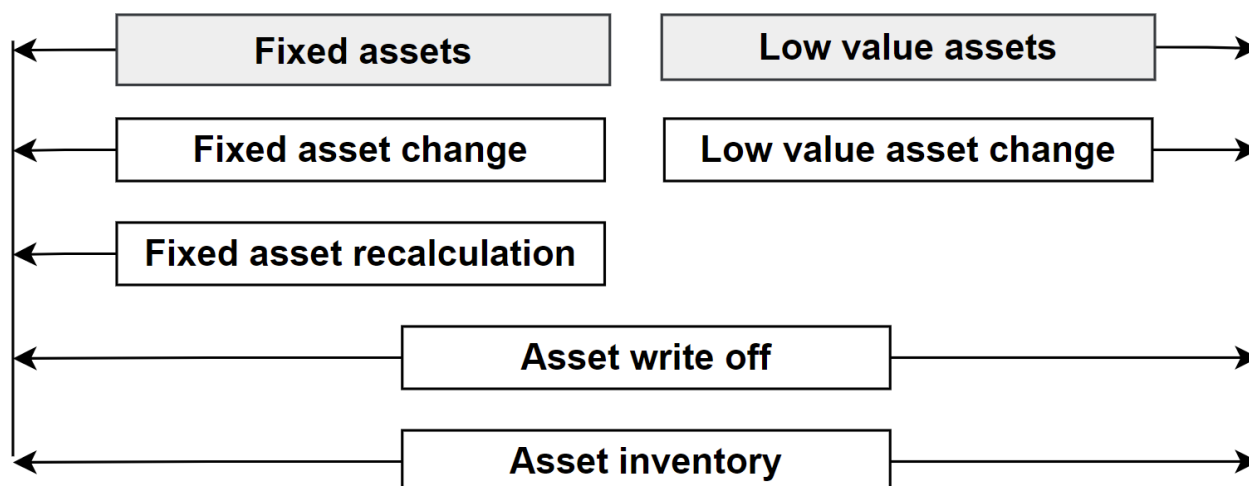 Fixed assets
Low value assets
Fixed asset change
Low value asset change
Fixed asset recalculation
Asset write off
Asset inventory